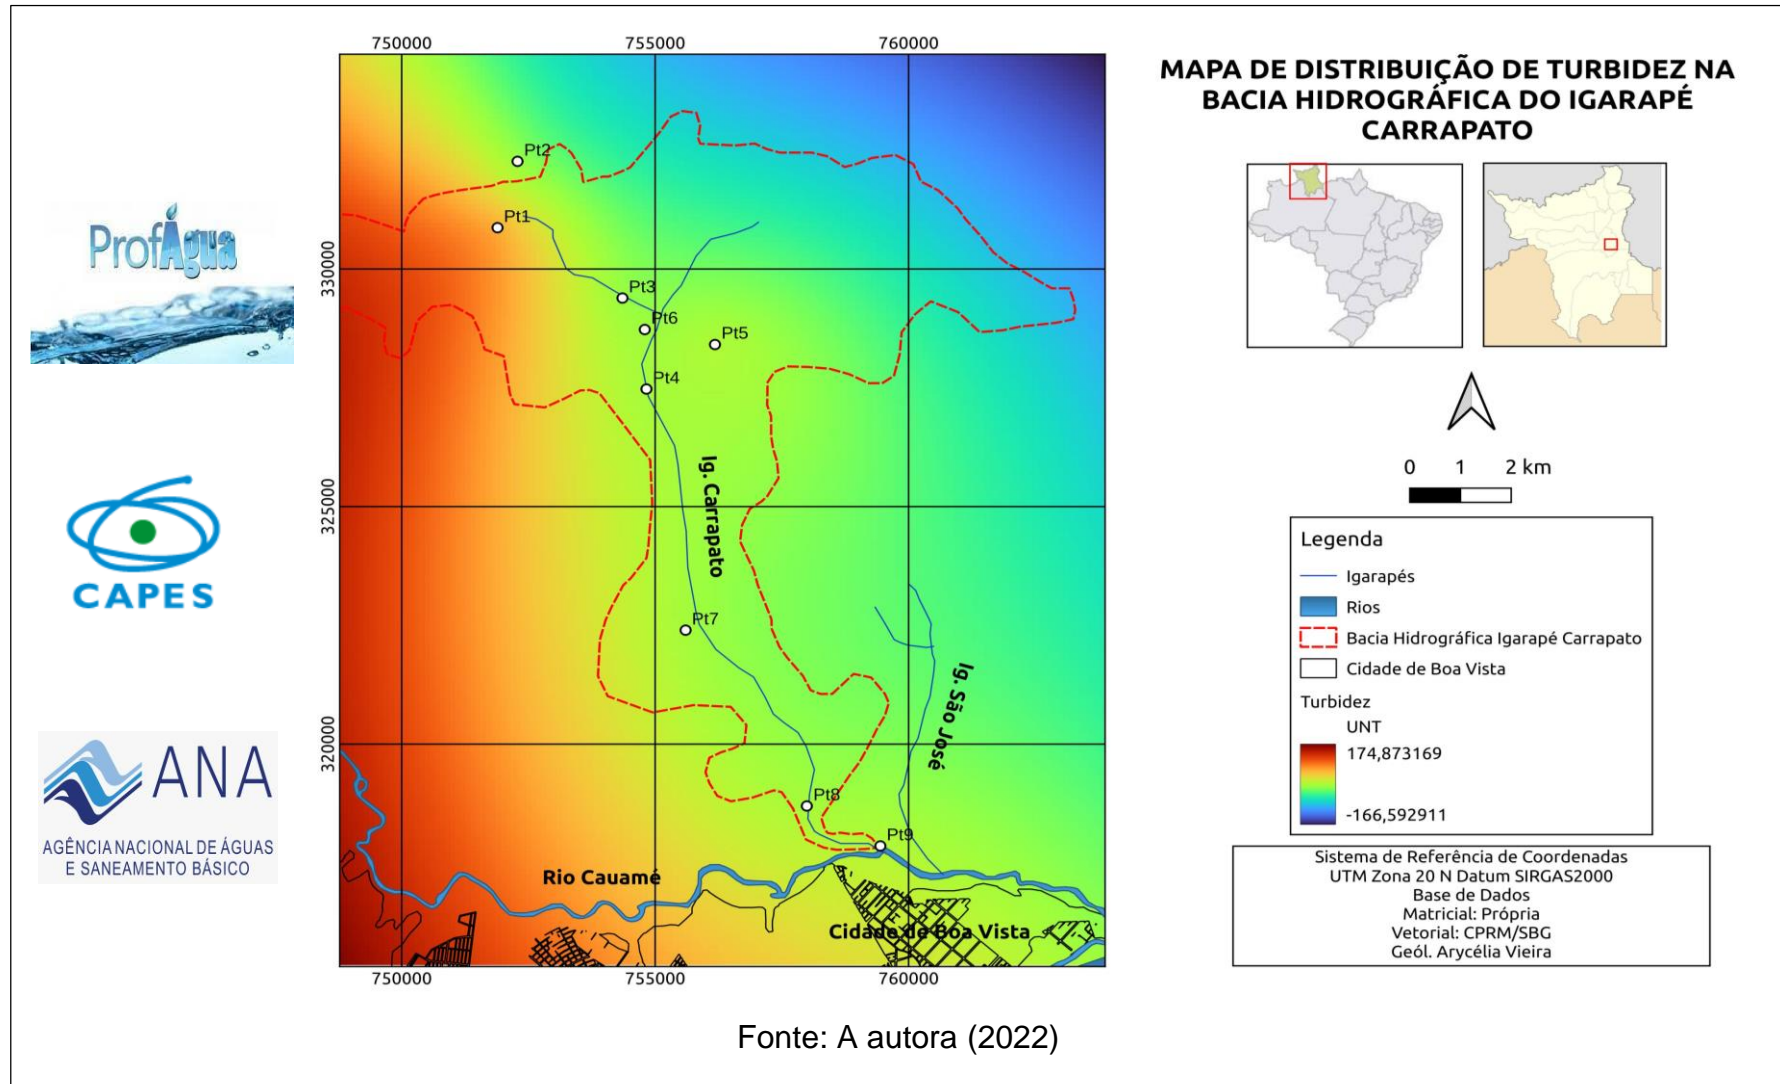 750000
755000
760000
MAPA DE DISTRIBUIÇÃO DE TURBIDEZ NA
BACIA HIDROGRÁFICA DO IGARAPÉ
CARRAPATO
ProfÁgua
CAPES
ANA
AGÊNCIA NACIONAL DE ÁGUAS
E SANEAMENTO BÁSICO
330000
325000
320000
Pt2
Pt1
Pt3
Pt6
Pt5
Pt4
Ig. Carrapato
Pt7
Ig. São José
Pt8
Pt9
Rio Cauamé
Cidade de Boa Vista
750000
755000
760000
0 1 2 km
Legenda
Igarapés
Rios
Bacia Hidrográfica Igarapé Carrapato
Cidade de Boa Vista
Turbidez
UNT
174,873169
-166,592911
Sistema de Referência de Coordenadas
UTM Zona 20 N Datum SIRGAS2000
Base de Dados
Matricial: Própria
Vetorial: CPRM/SBG
Geól. Arycélia Vieira
Fonte: A autora (2022)